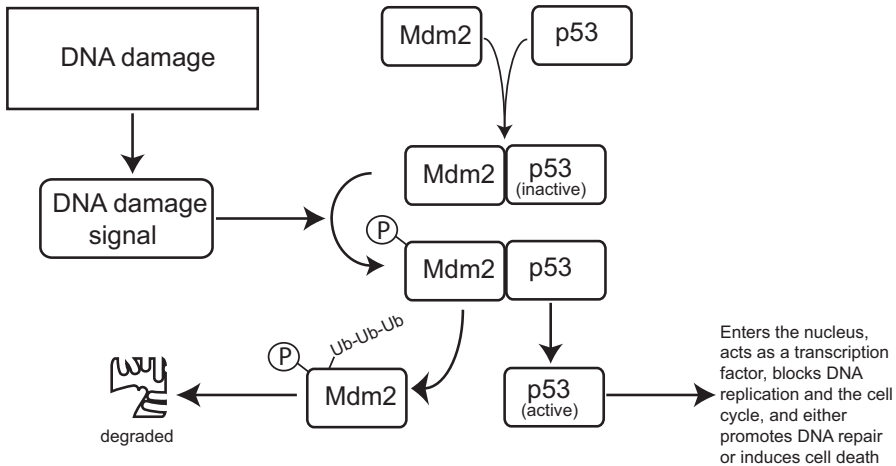 DNA damage
Mdm2
p53
Mdm2
p53
(inactive)
DNA damage
signal
P
Mdm2
p53
Ub-Ub-Ub
P
Mdm2
p53
(active)
degraded
Enters the nucleus,
acts as a transcription
factor, blocks DNA
replication and the cell
cycle, and either
promotes DNA repair
or induces cell death